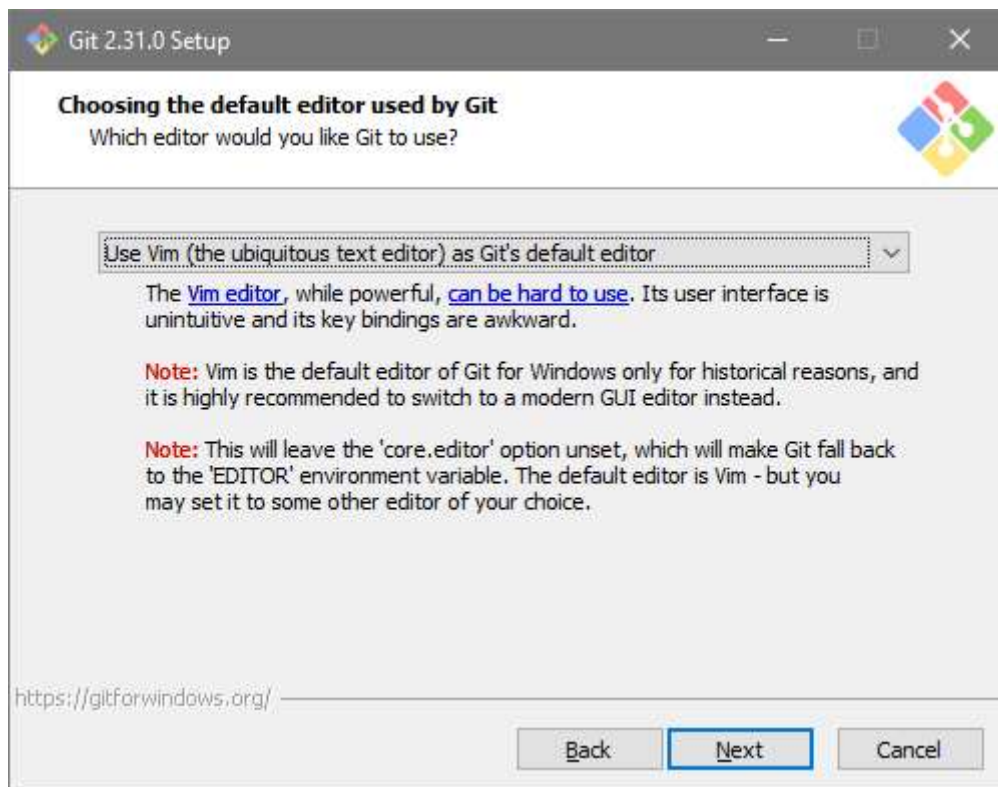 Git 2.31.0 Setup
Choosing the default editor used by Git
Which editor would you like Git to use?
Use Vim (the ubiquitous text editor) as Git's default editor
The Vim editor, while powerful, can be hard to use. Its user interface is
unintuitive and its key bindings are awkward.
Note: Vim is the default editor of Git for Windows only for historical reasons, and
it is highly recommended to switch to a modern GUI editor instead.
Note: This will leave the 'core.editor' option unset, which will make Git fall back
to the 'EDITOR' environment variable. The default editor is Vim - but you
may set it to some other editor of your choice.
https://gitforwindows.org/
Back Next Cancel